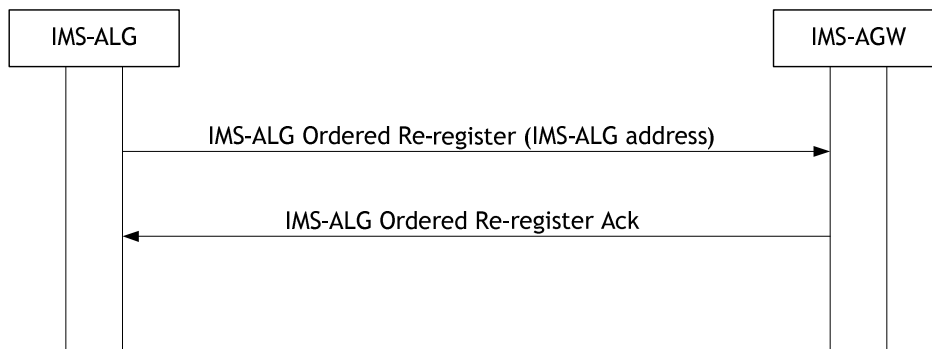 IMS-ALG
IMS-AGW
IMS-ALG Ordered Re-register (IMS-ALG address)
IMS-ALG Ordered Re-register Ack